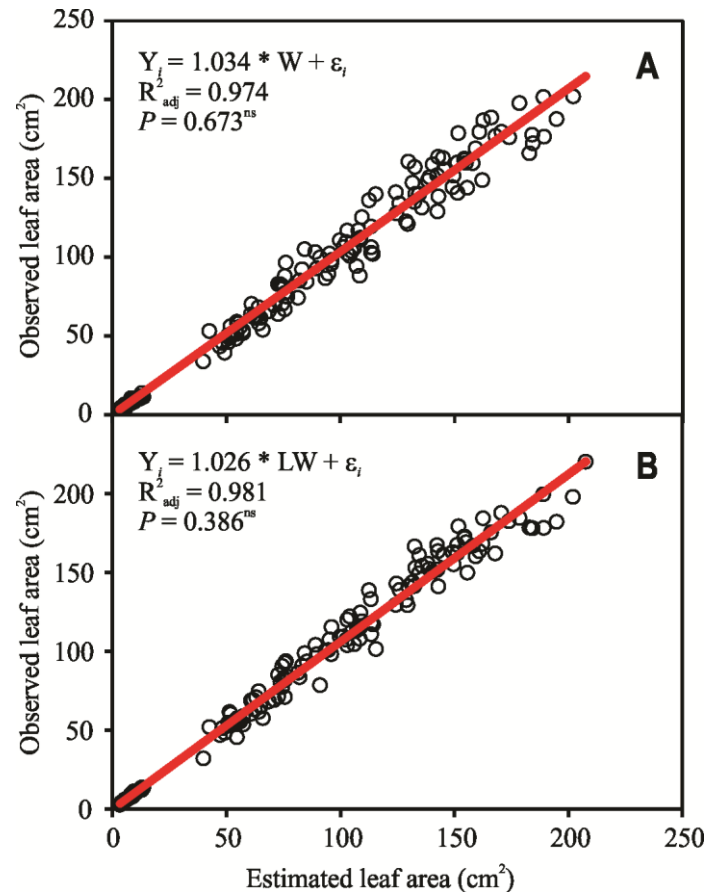 250
200
150
100
50
0
Observed leaf area (cm²)
Yᵢ = 1.034 * W + εᵢ
R²adj = 0.974
P = 0.673ⁿˢ
A
200
150
100
50
0
Observed leaf area (cm²)
Yᵢ = 1.026 * LW + εᵢ
R²adj = 0.981
P = 0.386ⁿˢ
B
0 50 100 150 200 250
Estimated leaf area (cm²)